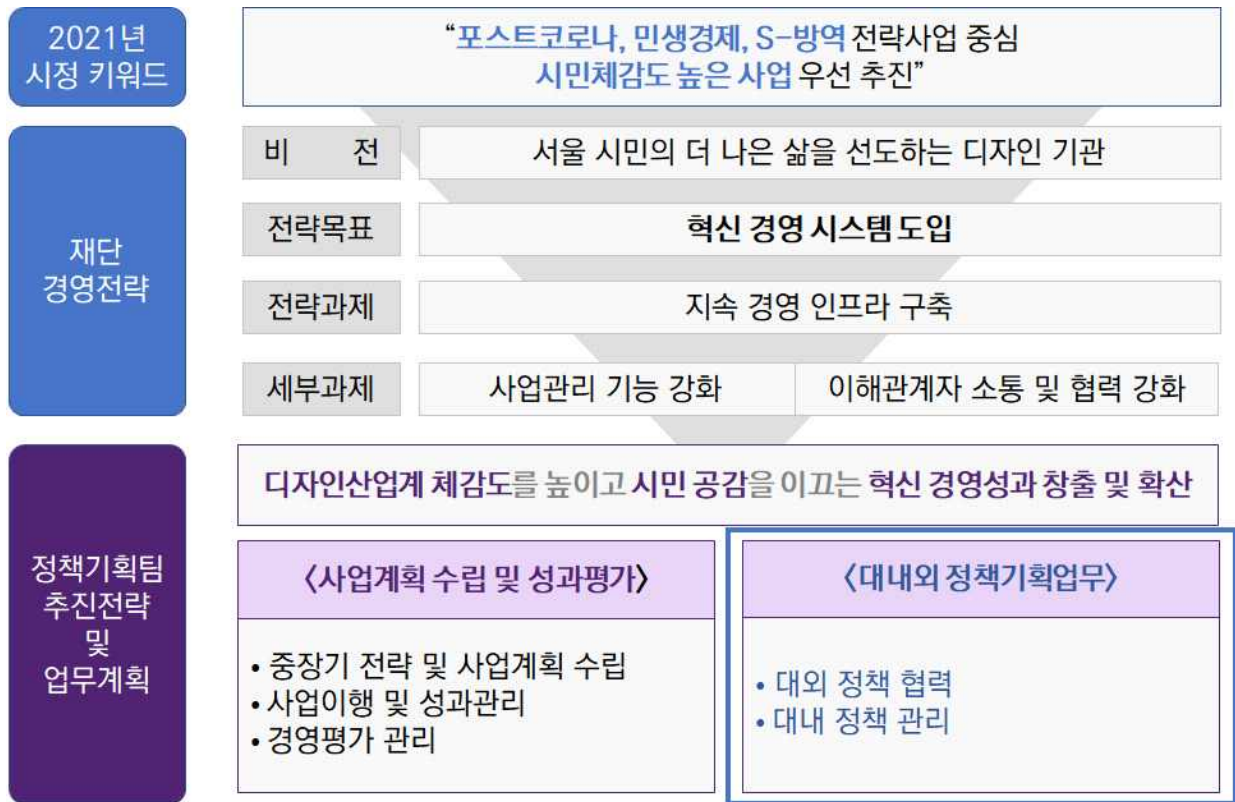 2021년
시정 키워드
“포스트코로나, 민생경제, S-방역 전략사업 중심
시민체감도 높은 사업 우선 추진”
재단
경영전략
비 전
서울 시민의 더 나은 삶을 선도하는 디자인 기관
전략목표
혁신 경영 시스템 도입
전략과제
지속 경영 인프라 구축
세부과제
사업관리 기능 강화
이해관계자 소통 및 협력 강화
정책기획팀
추진전략
및
업무계획
디자인산업계 체감도를 높이고 시민 공감을 이끄는 혁신 경영성과 창출 및 확산
〈사업계획 수립 및 성과평가〉
• 중장기 전략 및 사업계획 수립
• 사업이행 및 성과관리
• 경영평가 관리
〈대내외 정책기획업무〉
• 대외 정책 협력
• 대내 정책 관리